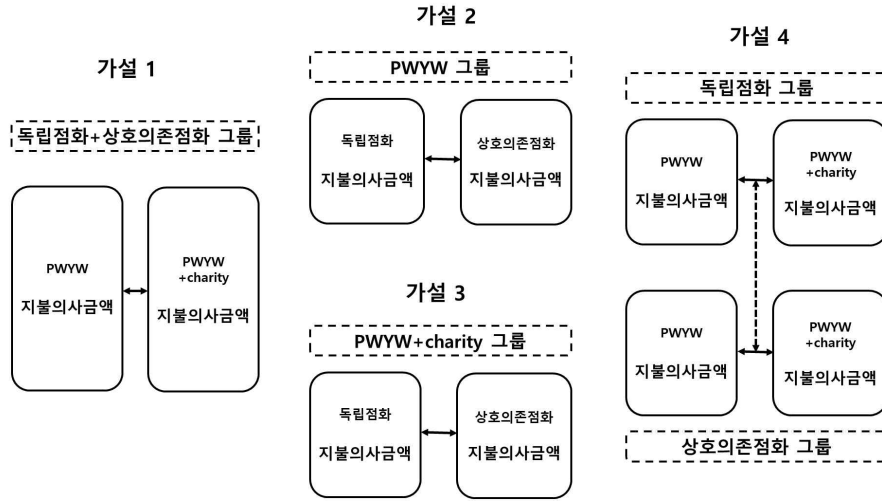 가설 1
독립점화+상호의존점화 그룹
PWYW
지불의사금액
PWYW
+charity
지불의사금액
가설 2
PWYW 그룹
독립점화
지불의사금액
상호의존점화
지불의사금액
가설 3
PWYW+charity 그룹
독립점화
지불의사금액
상호의존점화
지불의사금액
가설 4
독립점화 그룹
PWYW
지불의사금액
PWYW
+charity
지불의사금액
PWYW
지불의사금액
PWYW
+charity
지불의사금액
상호의존점화 그룹